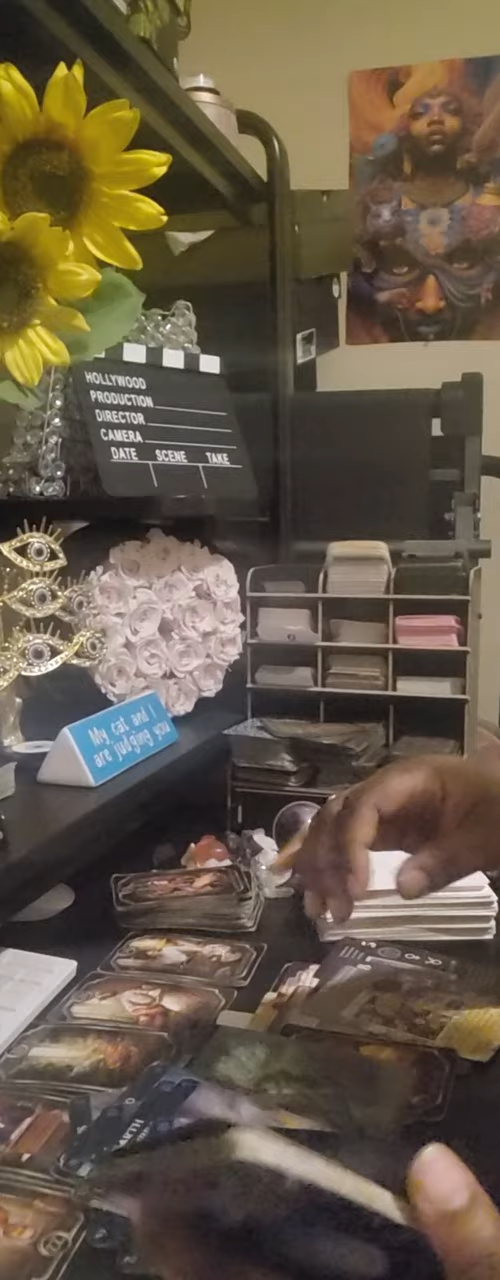 HOLLYWOOD
PRODUCTION
DIRECTOR
CAMERA
DATE SCENE TAKE
My cat and I
are judging you